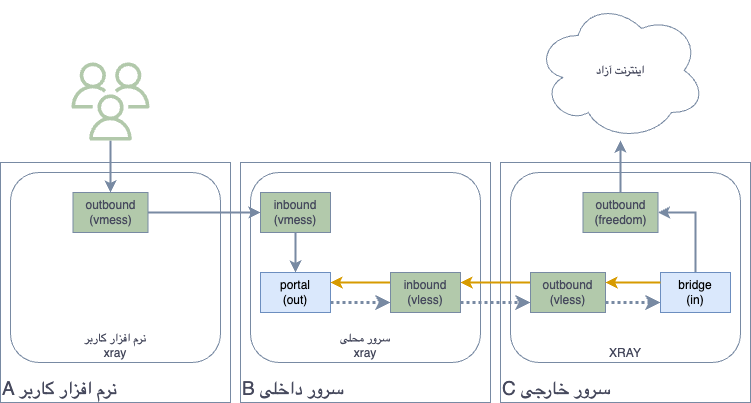 اینترنت آزاد
outbound
(vmess)
inbound
(vmess)
outbound
(freedom)
portal
(out)
inbound
(vless)
outbound
(vless)
bridge
(in)
نرم افزار کاربر
xray
سرور محلی
xray
XRAY
نرم افزار کاربر A
سرور داخلی B
سرور خارجی C